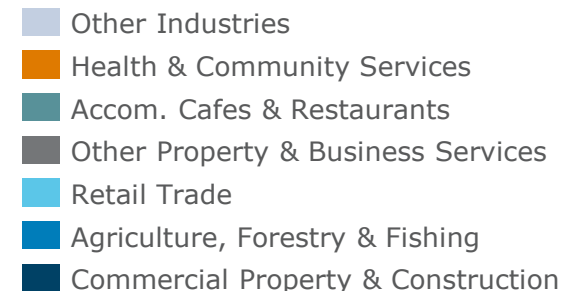 Other Industries
Health & Community Services
Accom. Cafes & Restaurants
Other Property & Business Services
Retail Trade
Agriculture, Forestry & Fishing
Commercial Property & Construction